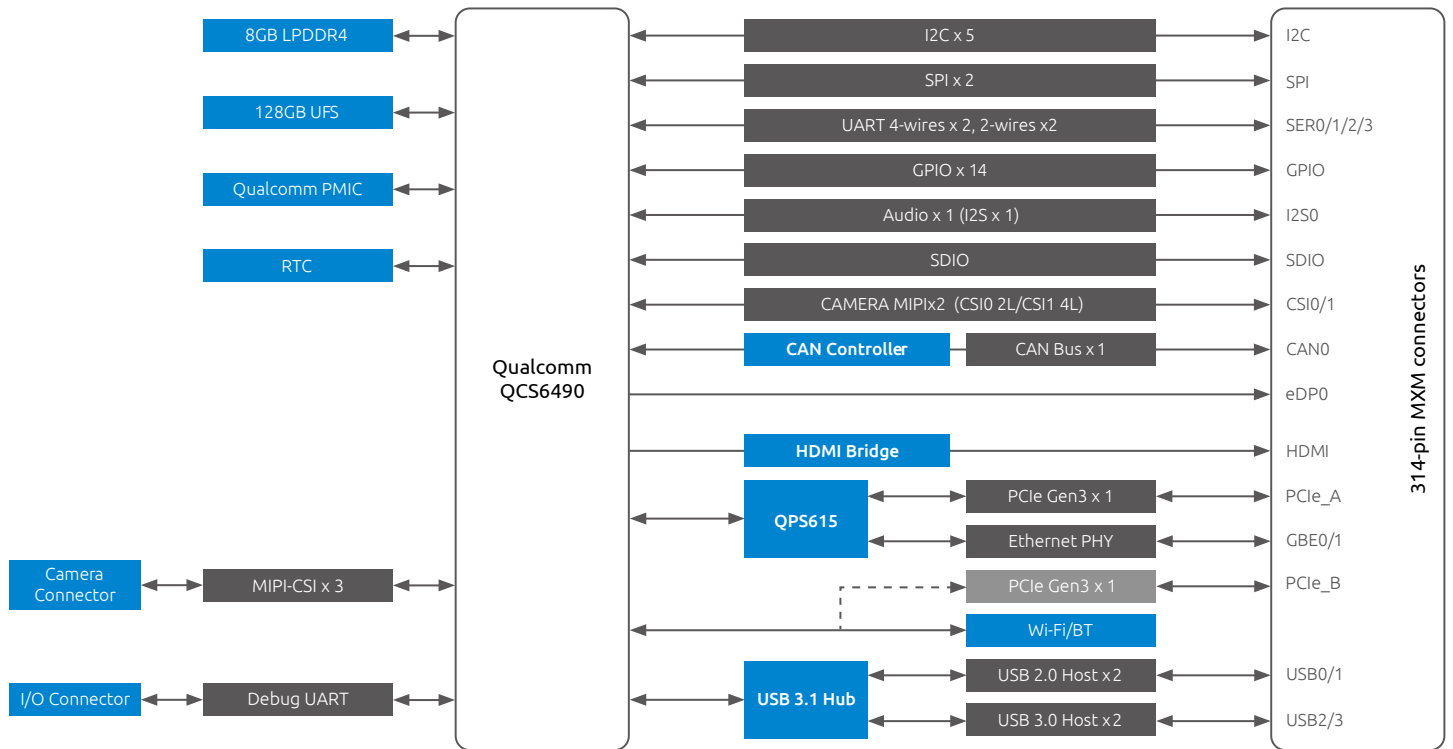 8GB LPDDR4
128GB UFS
Qualcomm PMIC
RTC
Camera
Connector
MIPI-CSI x 3
I/O Connector
Debug UART
Qualcomm
QCS6490
I2C x 5
SPI x 2
UART 4-wires x 2, 2-wires x2
GPIO x 14
Audio x 1 (I2S x 1)
SDIO
CAMERA MIPIx2 (CSI0 2L/CSI1 4L)
CAN Controller
CAN Bus x 1
HDMI Bridge
QPS615
PCIe Gen3 x 1
Ethernet PHY
PCIe Gen3 x 1
Wi-Fi/BT
USB 3.1 Hub
USB 2.0 Host x2
USB 3.0 Host x2
I2C
SPI
SER0/1/2/3
GPIO
I2S0
SDIO
CSI0/1
CAN0
eDP0
HDMI
PCIe_A
GBE0/1
PCIe_B
USB0/1
USB2/3
314-pin MXM connectors